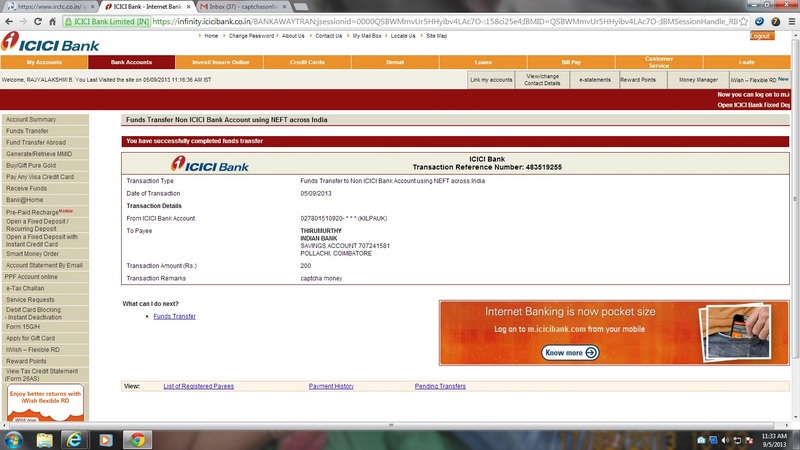 https://www.irctc.co.in/
ICICI Bank - Internet Ban
Inbox (37) - captchasonli
ICICI Bank Limited [IN] https://infinity.icicibank.co.in/BANKAWAYTRAN;jsessionid=
ICICI Bank
Home Change Password About Us Contact Us My Mail Box Locate Us Site Map
Logout
My Accounts Bank Accounts Invest/ Insure Online Credit Cards Demat Loans Bill Pay Customer Service i-safe
Welcome, RAJYALAKSHMI B. You Last Visited the site on 05/09/2013 11:16:36 AM IST
Link my accounts View/change Contact Details e-statements Reward Points Money Manager iWish – Flexible RD New
Now you can log on to m.i
Open ICICI Bank Fixed Dep
Account Summary
Funds Transfer
Fund Transfer Abroad
Generate/Retrieve MMID
Buy/Gift Pure Gold
Pay Any Visa Credit Card
Receive Funds
Bank@Home
Pre-Paid Recharge Mobile
Open a Fixed Deposit /
Recurring Deposit
Open a Fixed Deposit with
Instant Credit Card
Smart Money Order
Account Statement By Email
PPF Account online
e-Tax Challan
Service Requests
Debit Card Blocking
- Instant Deactivation
Form 15G/H
Apply for Gift Card
iWish – Flexible RD
Reward Points
View Tax Credit Statement
(Form 26AS)
Enjoy better returns with
iWish flexible RD
Funds Transfer Non ICICI Bank Account using NEFT across India
You have successfully completed funds transfer
ICICI Bank
ICICI Bank
Transaction Reference Number: 483519255
Transaction Type Funds Transfer to Non ICICI Bank Account using NEFT across India
Date of Transaction 05/09/2013
Transaction Details
From ICICI Bank Account 027801510920- * * * (KILPAUK)
To Payee THIRUMURTHY
INDIAN BANK
SAVINGS ACCOUNT 707241581
POLLACHI, COIMBATORE
Transaction Amount (Rs.) 200
Transaction Remarks captcha money
What can I do next?
Funds Transfer
Internet Banking is now pocket size
Log on to m.icicibank.com from your mobile
Know more
View: List of Registered Payees Payment History Pending Transfers
11:33 AM
9/5/2013